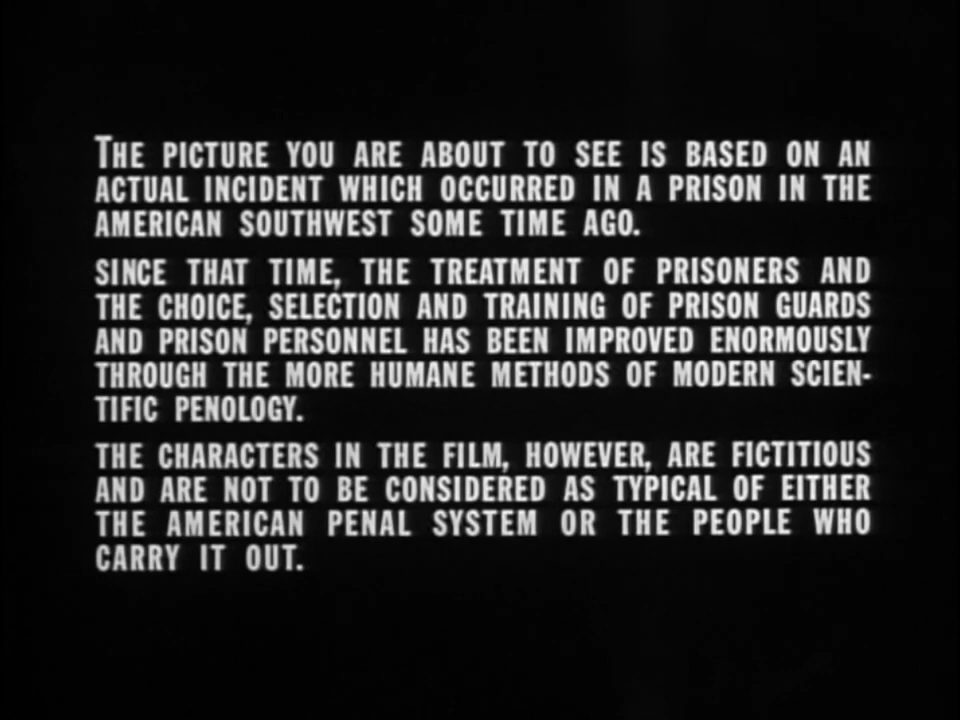 THE PICTURE YOU ARE ABOUT TO SEE IS BASED ON AN
ACTUAL INCIDENT WHICH OCCURRED IN A PRISON IN THE
AMERICAN SOUTHWEST SOME TIME AGO.
SINCE THAT TIME, THE TREATMENT OF PRISONERS AND
THE CHOICE, SELECTION AND TRAINING OF PRISON GUARDS
AND PRISON PERSONNEL HAS BEEN IMPROVED ENORMOUSLY
THROUGH THE MORE HUMANE METHODS OF MODERN SCIEN-
TIFIC PENOLOGY.
THE CHARACTERS IN THE FILM, HOWEVER, ARE FICTITIOUS
AND ARE NOT TO BE CONSIDERED AS TYPICAL OF EITHER
THE AMERICAN PENAL SYSTEM OR THE PEOPLE WHO
CARRY IT OUT.